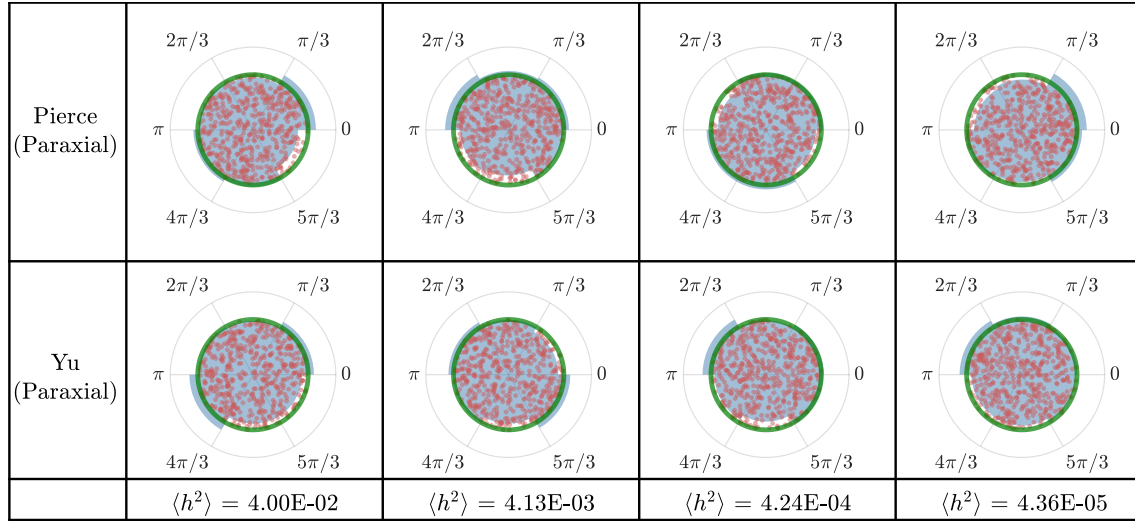 2π/3 π/3 2π/3 π/3 2π/3 π/3 2π/3 π/3
Pierce
(Paraxial)
π 0 π 0 π 0 π 0
4π/3 5π/3 4π/3 5π/3 4π/3 5π/3 4π/3 5π/3
2π/3 π/3 2π/3 π/3 2π/3 π/3 2π/3 π/3
Yu
(Paraxial)
π 0 π 0 π 0 π 0
4π/3 5π/3 4π/3 5π/3 4π/3 5π/3 4π/3 5π/3
⟨h²⟩ = 4.00E-02 ⟨h²⟩ = 4.13E-03 ⟨h²⟩ = 4.24E-04 ⟨h²⟩ = 4.36E-05